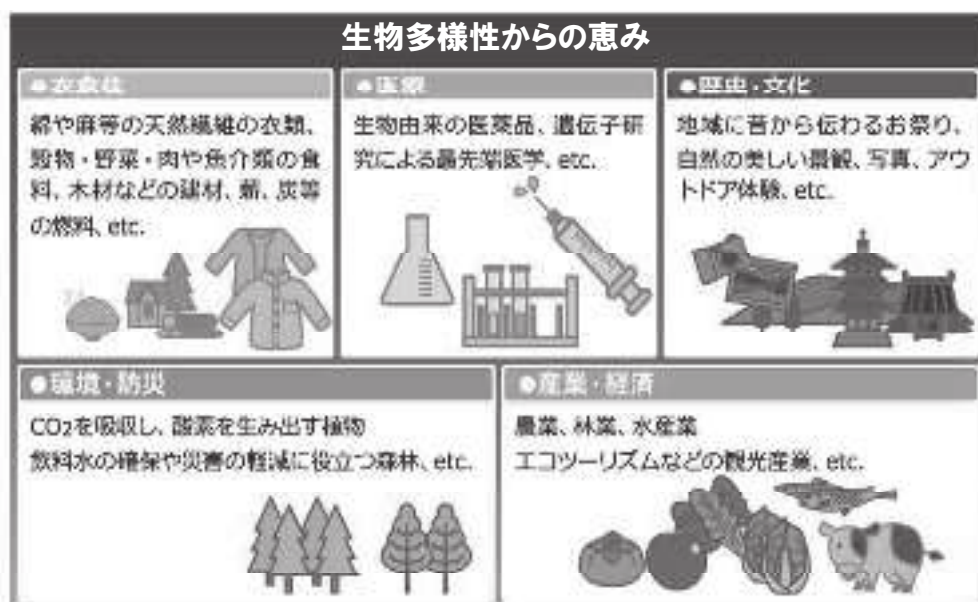 生物多様性からの恵み
●衣食住
綿や麻等の天然繊維の衣類、
穀物・野菜・肉や魚介類の食
料、木材などの建材、薪、炭等
の燃料、etc.
●医療
生物由来の医薬品、遺伝子研
究による最先端医学、etc.
●歴史・文化
地域に昔から伝わるお祭り、
自然の美しい景観、写真、アウ
トドア体験、etc.
●環境・防災
CO2を吸収し、酸素を生み出す植物
飲料水の確保や災害の軽減に役立つ森林、etc.
●産業・経済
農業、林業、水産業
エコツーリズムなどの観光産業、etc.